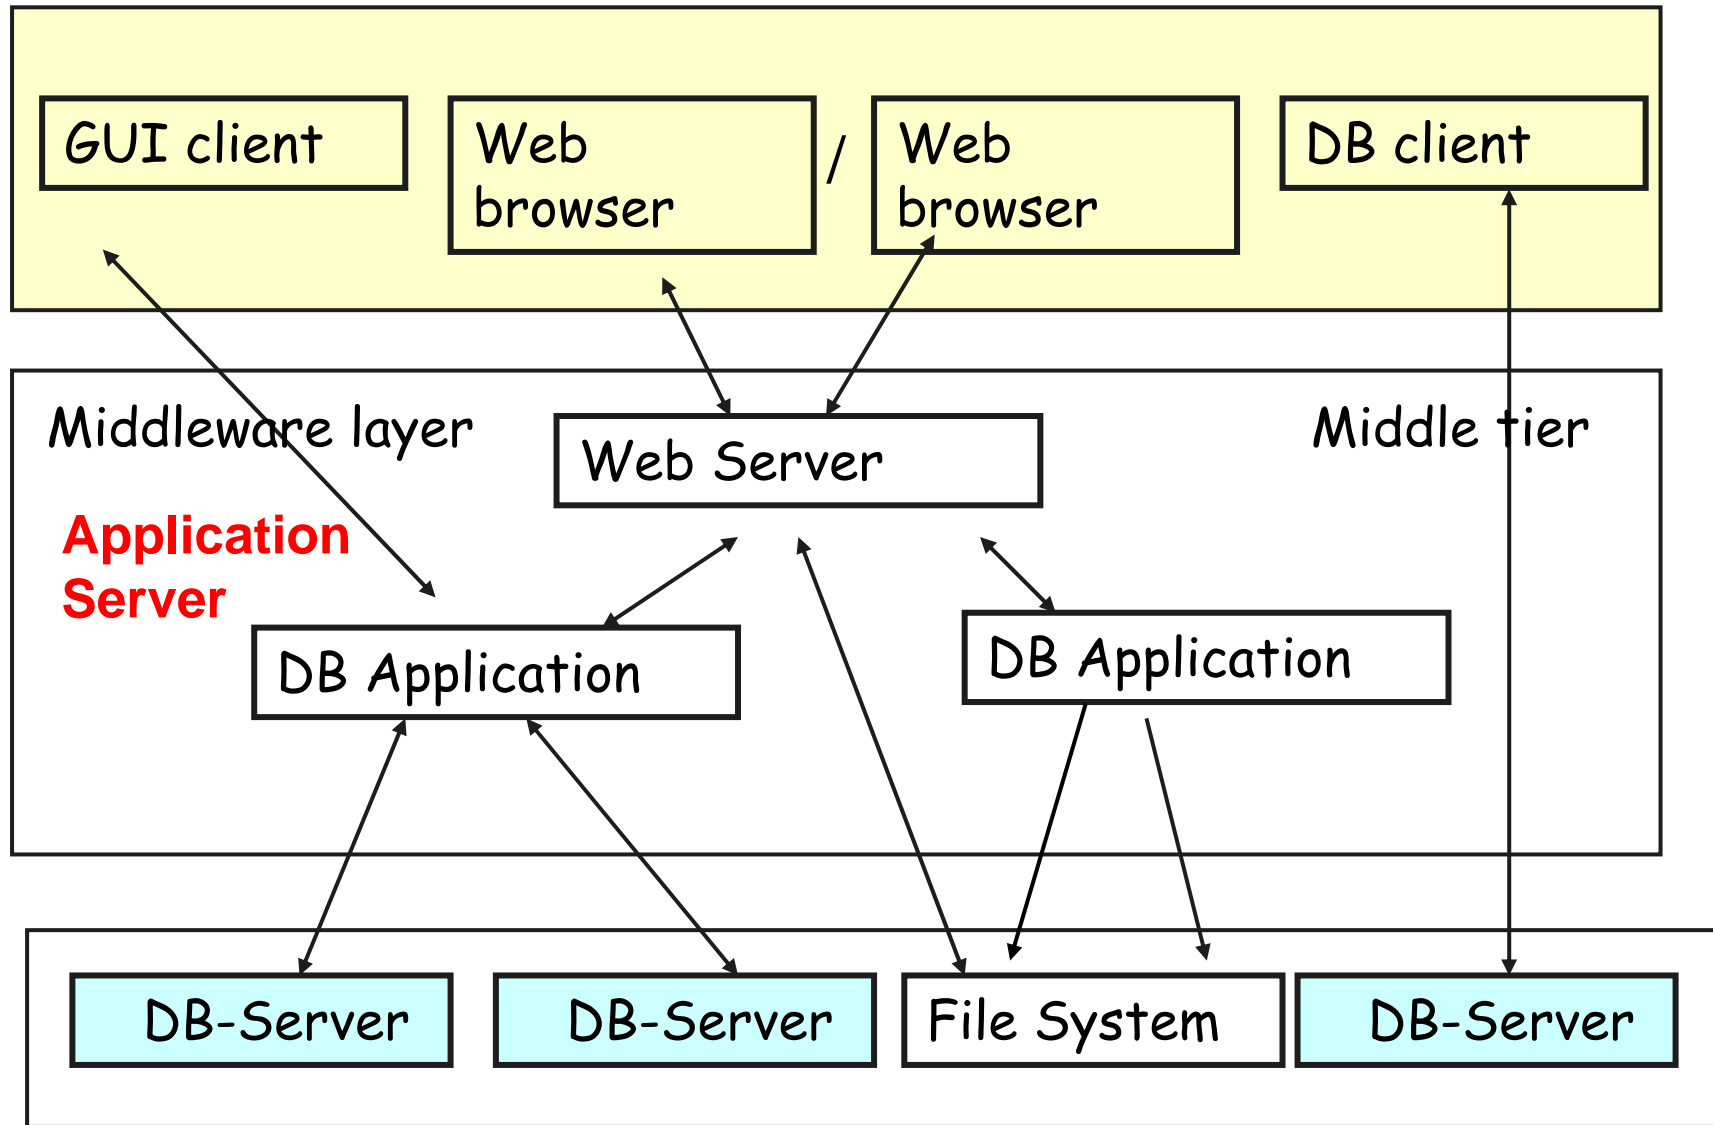 GUI client
Web
browser
/
Web
browser
DB client
Middleware layer
Middle tier
Web Server
Application
Server
DB Application
DB Application
DB-Server
DB-Server
File System
DB-Server